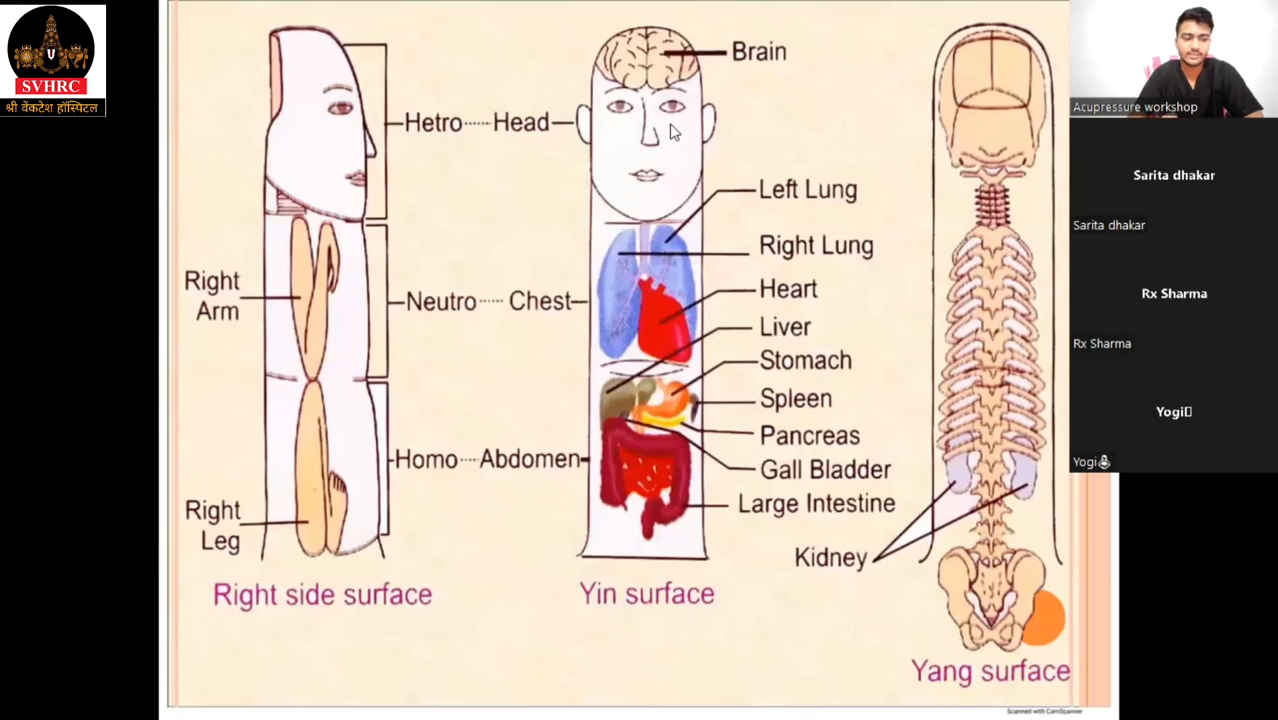 SVHRC
श्री वेंकटेश हॉस्पिटल
Brain
Hetro
Head
Left Lung
Right Lung
Right
Arm
Neutro
Chest
Heart
Liver
Stomach
Spleen
Pancreas
Homo
Abdomen
Gall Bladder
Large Intestine
Right
Leg
Kidney
Right side surface
Yin surface
Yang surface
Scanned with CamScanner
Acupressure workshop
Sarita dhakar
Sarita dhakar
Rx Sharma
Rx Sharma
Yogi
Yogi